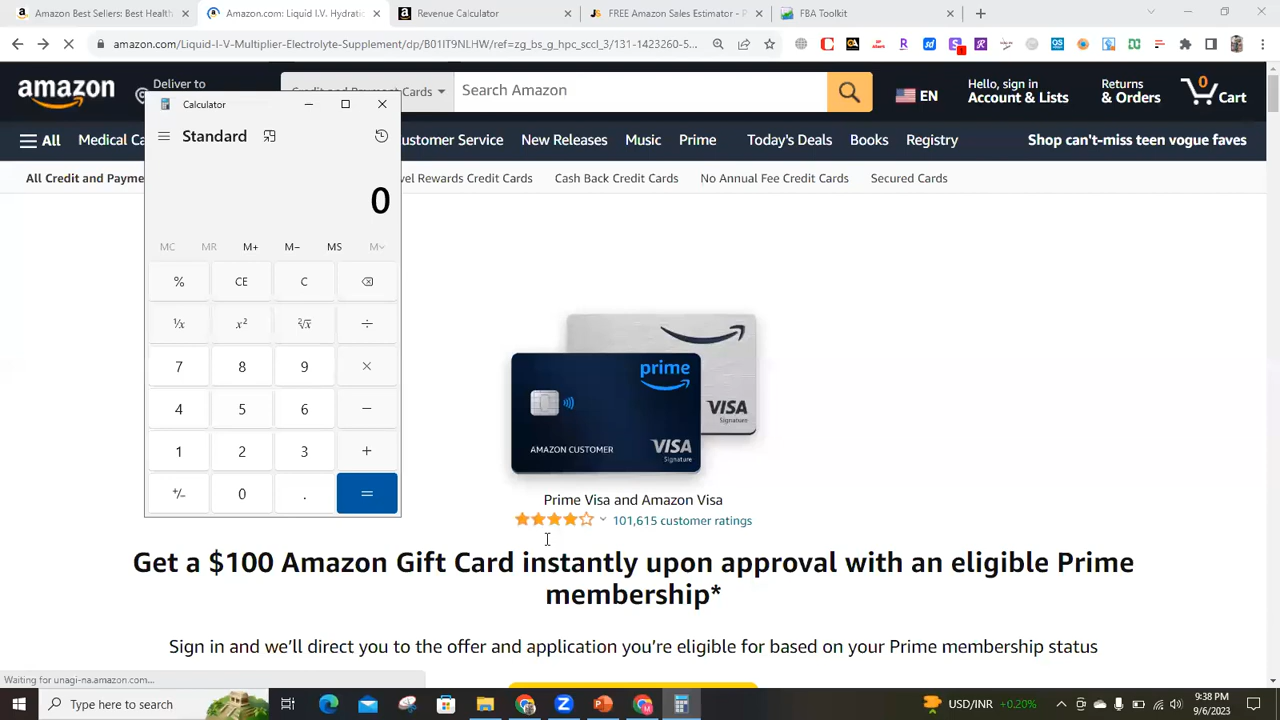 Amazon Best Sellers: Best Health
Amazon.com: Liquid I.V. Hydratic
Revenue Calculator
FREE Amazon Sales Estimator - P
FBA Toolkit
amazon.com/Liquid-I-V-Multiplier-Electrolyte-Supplement/dp/B01IT9NLHW/ref=zg_bs_g_hpc_sccl_3/131-1423260-5...
amazon
Deliver to
Credit and Payment Cards
Search Amazon
EN
Hello, sign in
Account & Lists
Returns
& Orders
0
Cart
All
Medical Ca
ustomer Service
New Releases
Music
Prime
Today's Deals
Books
Registry
Shop can't-miss teen vogue faves
All Credit and Payme
vel Rewards Credit Cards
Cash Back Credit Cards
No Annual Fee Credit Cards
Secured Cards
Calculator
Standard
0
MC MR M+ M− MS M˅
% CE C ⌫
¹/x x² ²√x ÷
7 8 9 ×
4 5 6 −
1 2 3 +
+/− 0 . =
prime
VISA
Signature
AMAZON CUSTOMER
VISA
Signature
Prime Visa and Amazon Visa
101,615 customer ratings
Get a $100 Amazon Gift Card instantly upon approval with an eligible Prime
membership*
Sign in and we'll direct you to the offer and application you're eligible for based on your Prime membership status
Waiting for unagi-na.amazon.com...
Type here to search
USD/INR +0.20%
9:38 PM
9/6/2023